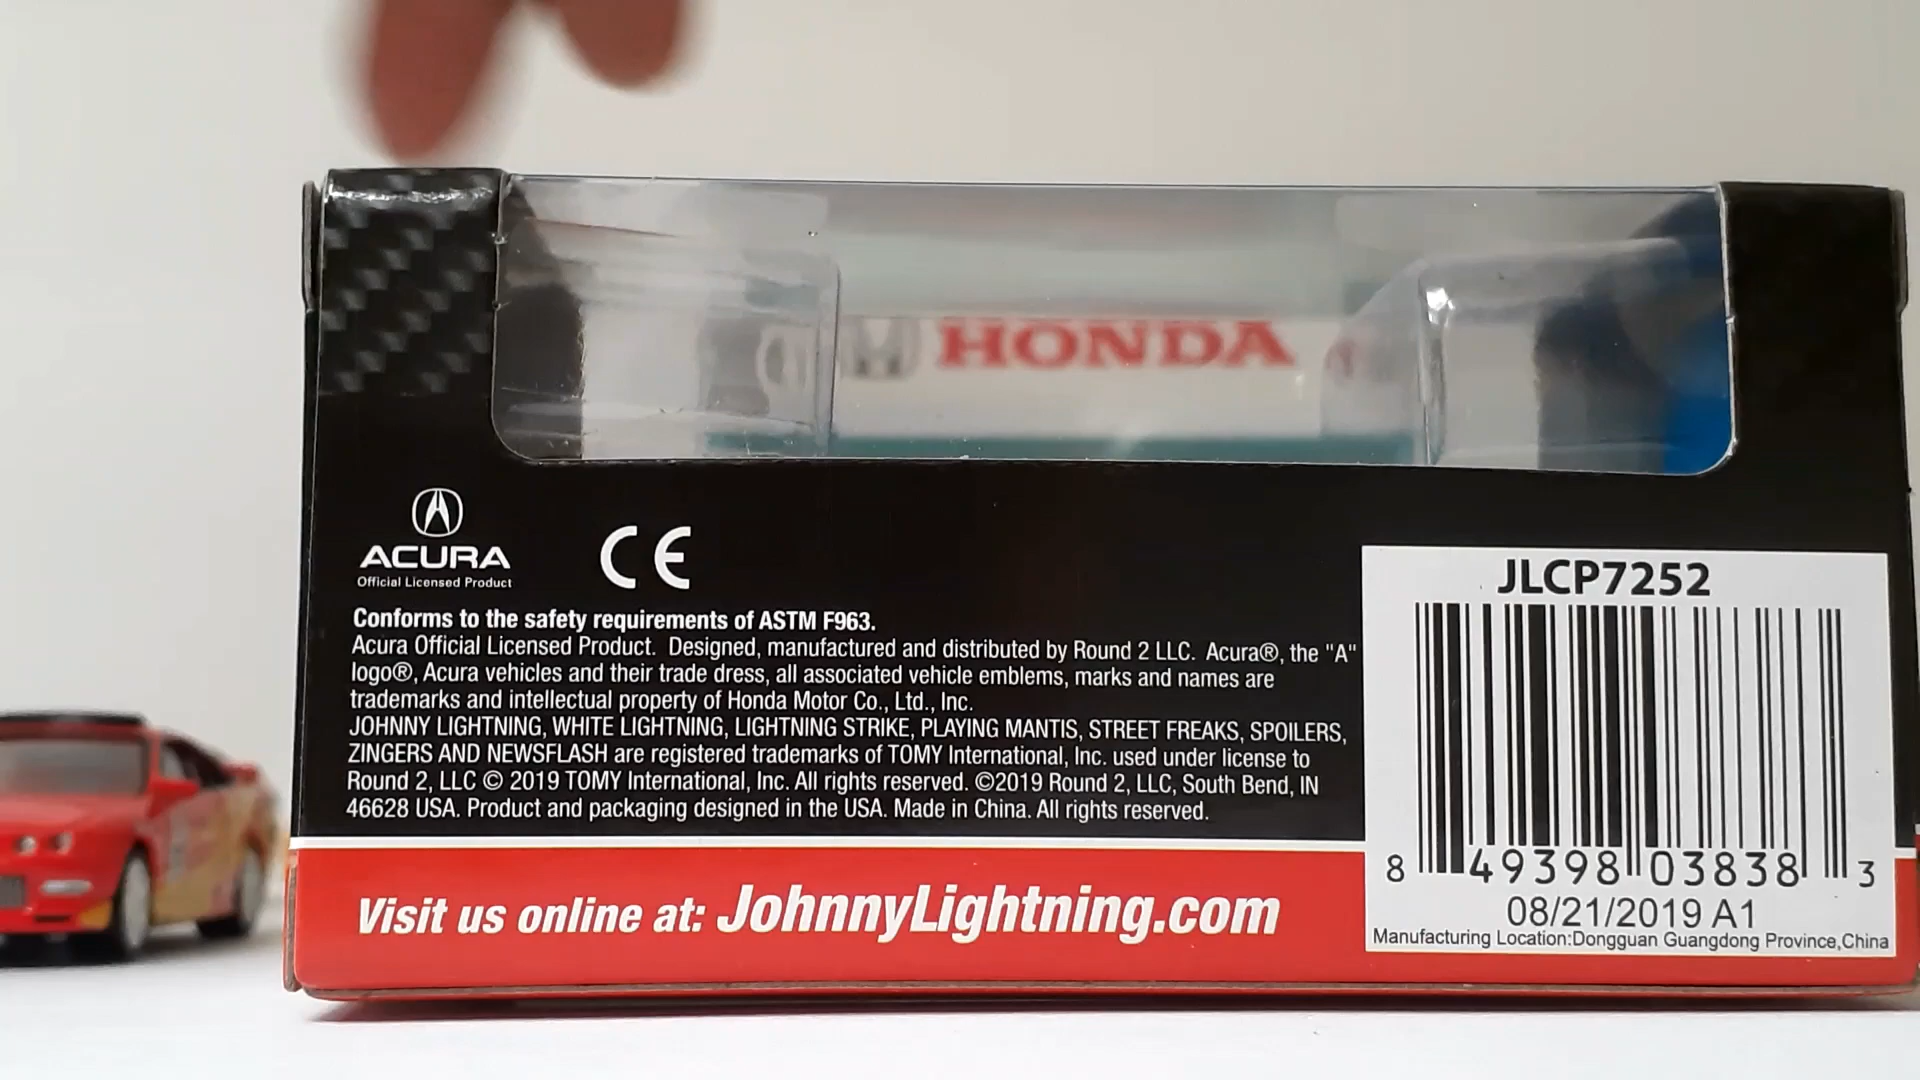 HONDA
ACURA
Official Licensed Product
CE
Conforms to the safety requirements of ASTM F963.
Acura Official Licensed Product. Designed, manufactured and distributed by Round 2 LLC. Acura®, the "A"
logo®, Acura vehicles and their trade dress, all associated vehicle emblems, marks and names are
trademarks and intellectual property of Honda Motor Co., Ltd., Inc.
JOHNNY LIGHTNING, WHITE LIGHTNING, LIGHTNING STRIKE, PLAYING MANTIS, STREET FREAKS, SPOILERS,
ZINGERS AND NEWSFLASH are registered trademarks of TOMY International, Inc. used under license to
Round 2, LLC © 2019 TOMY International, Inc. All rights reserved. ©2019 Round 2, LLC, South Bend, IN
46628 USA. Product and packaging designed in the USA. Made in China. All rights reserved.
Visit us online at: JohnnyLightning.com
JLCP7252
8 49398 03838 3
08/21/2019 A1
Manufacturing Location:Dongguan Guangdong Province,China